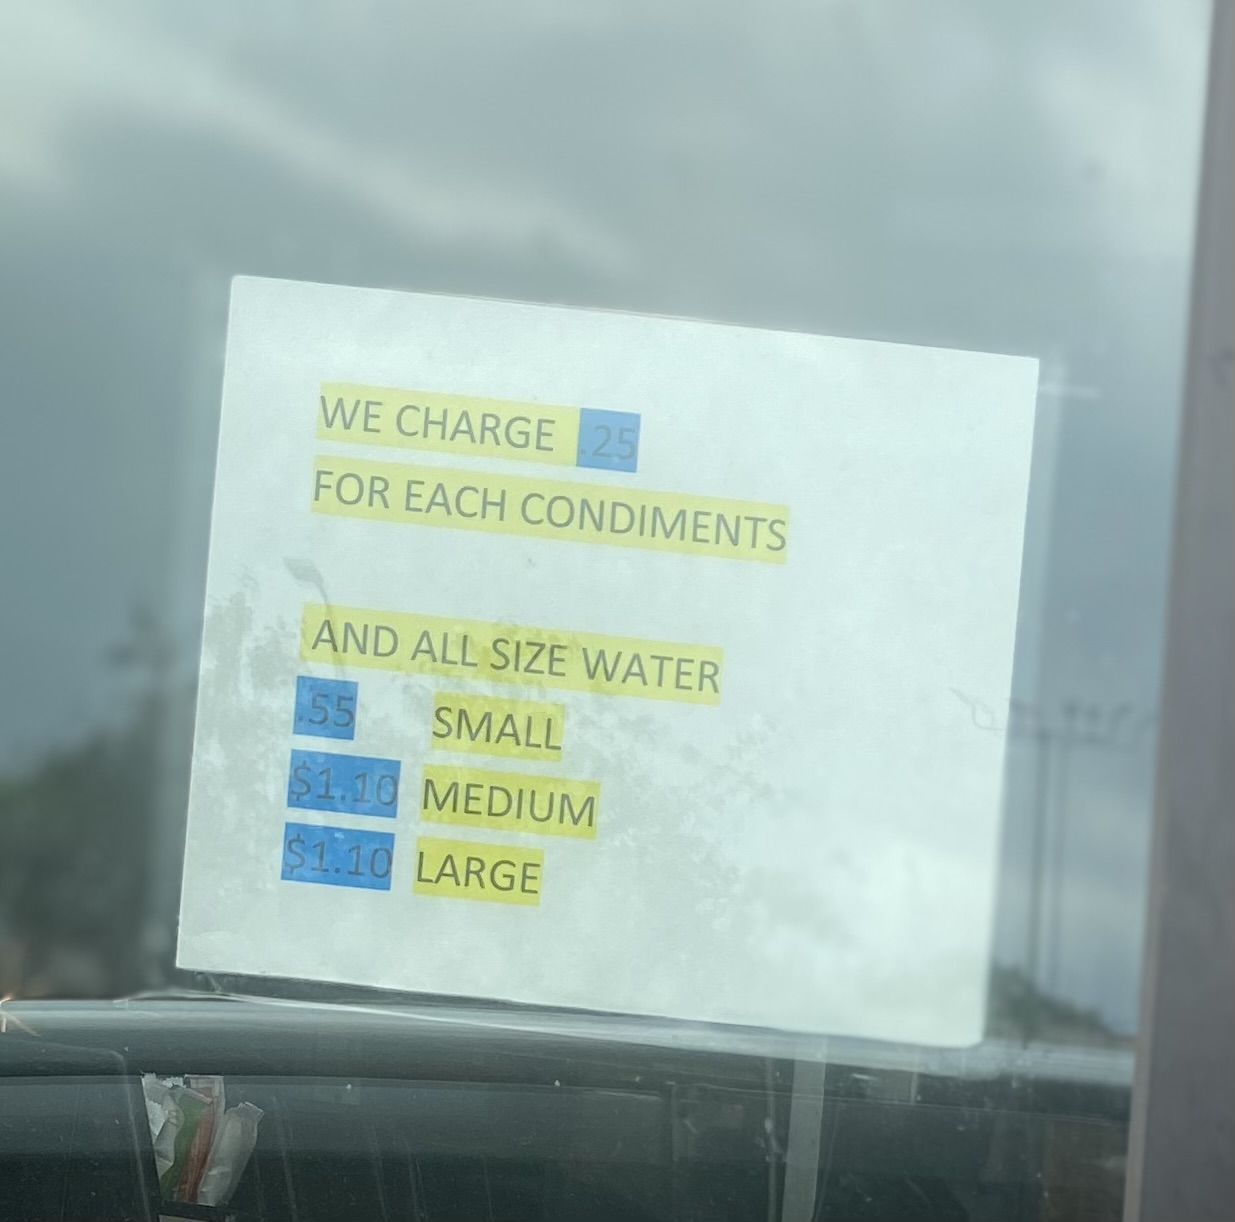 WE CHARGE .25
FOR EACH CONDIMENTS
AND ALL SIZE WATER
.55 SMALL
$1.10 MEDIUM
$1.10 LARGE